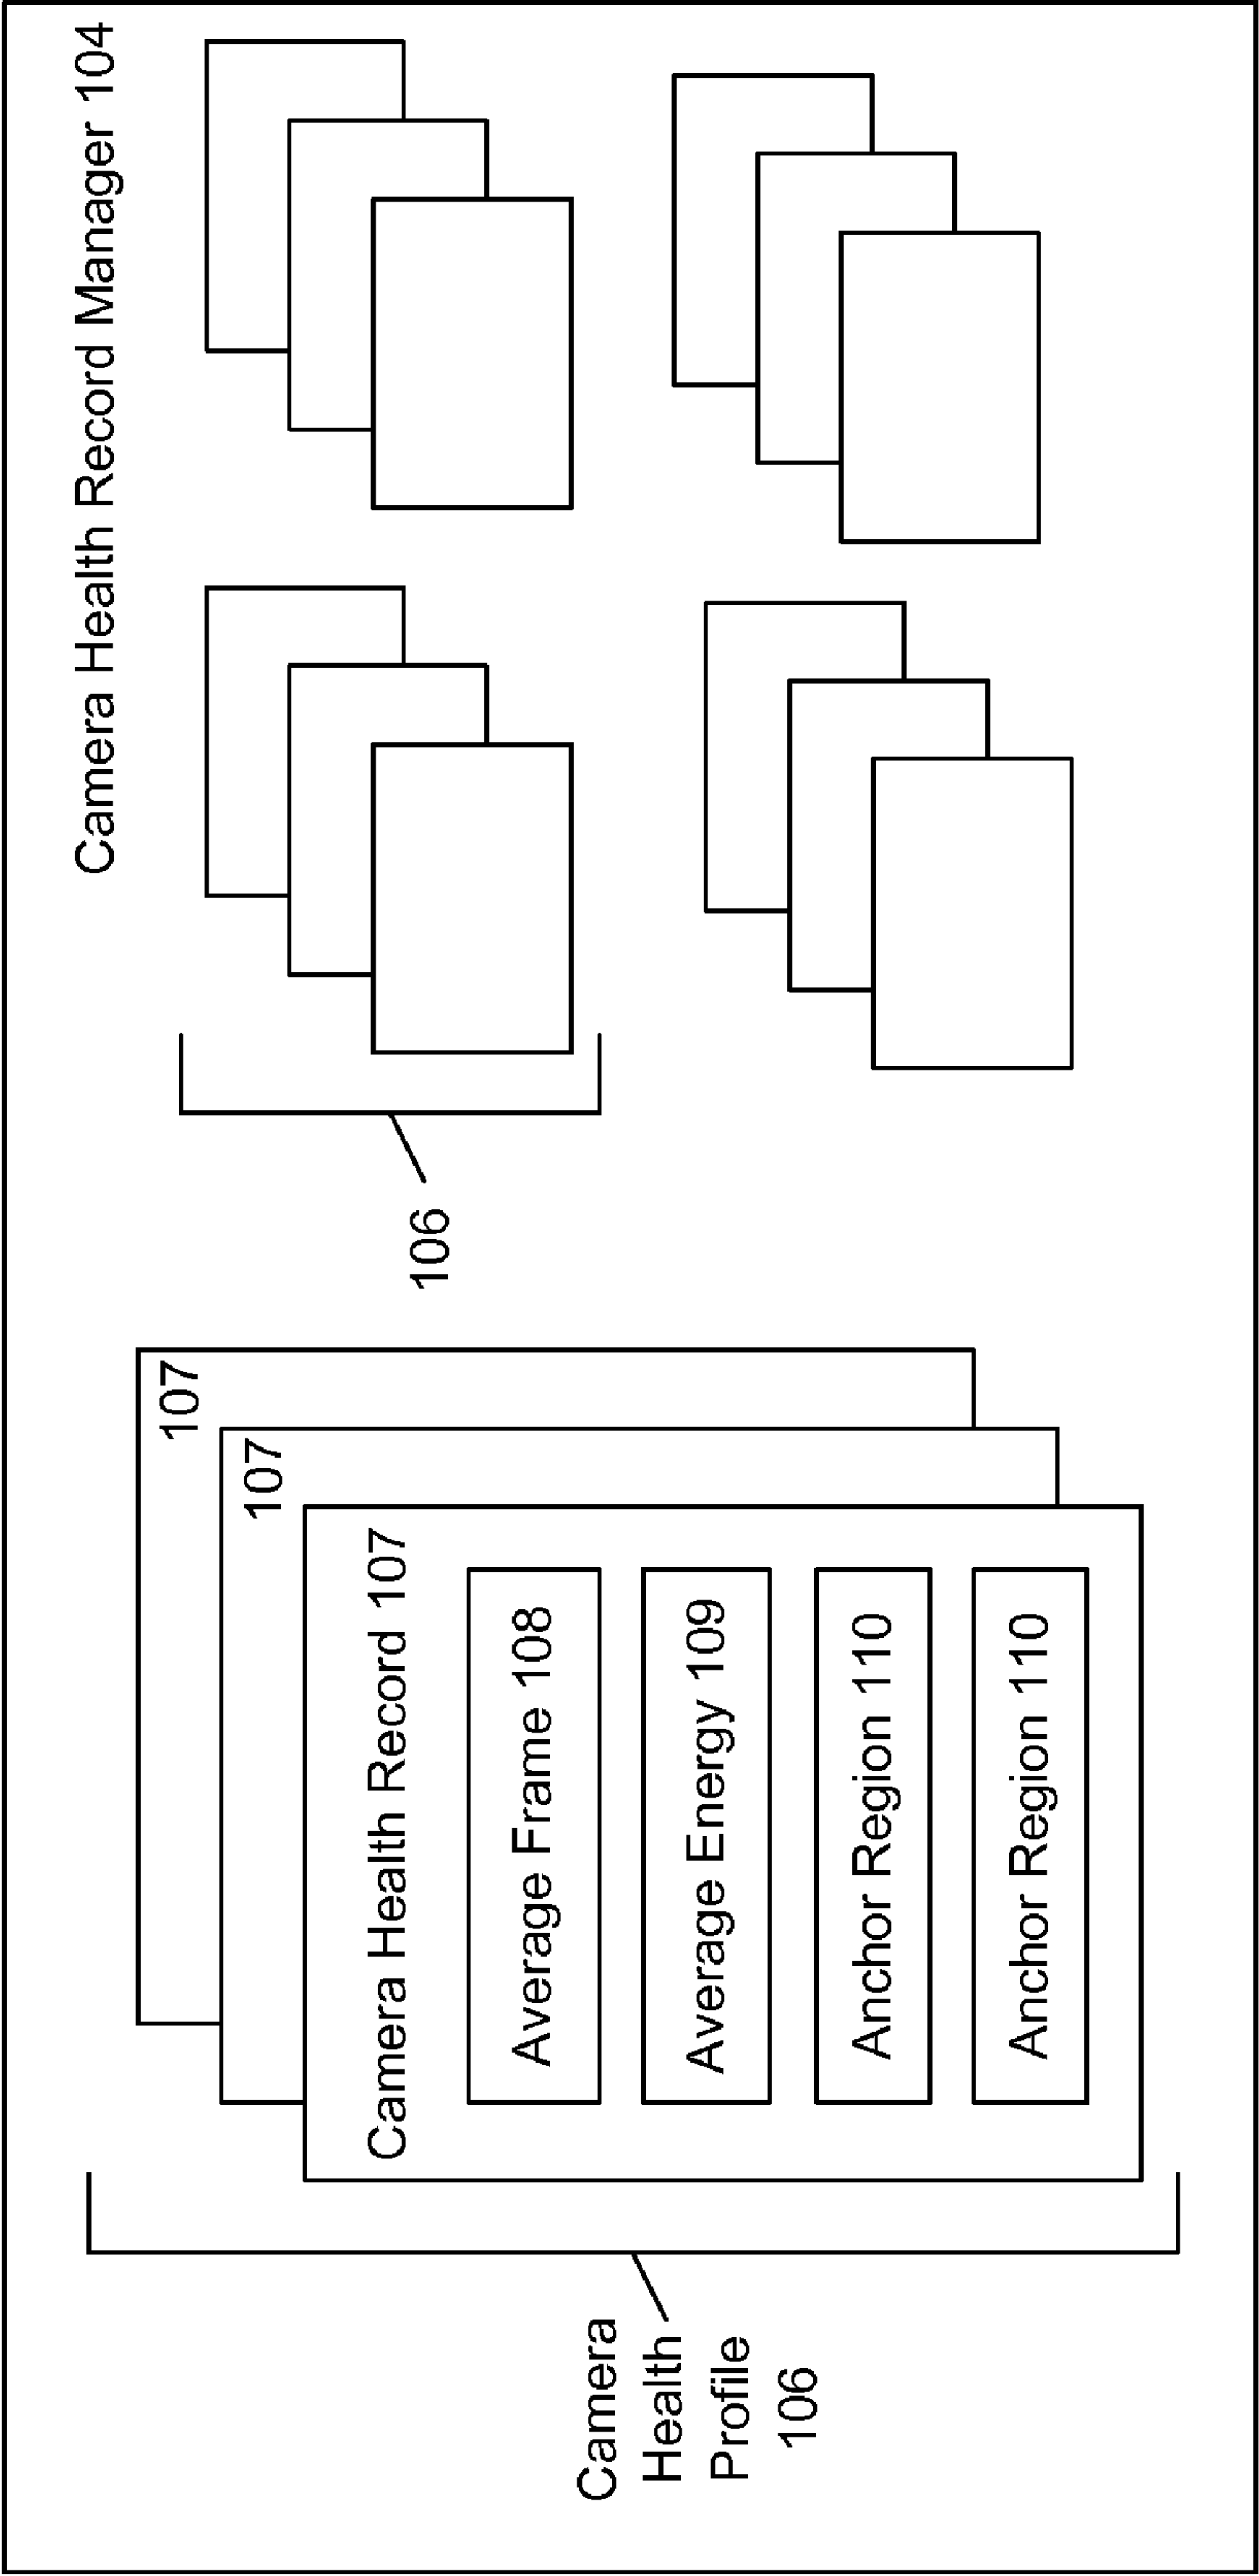 Camera Health Record Manager 104
107
107
Camera Health Record 107
Average Frame 108
Average Energy 109
Anchor Region 110
Anchor Region 110
Camera
Health
Profile
106
106